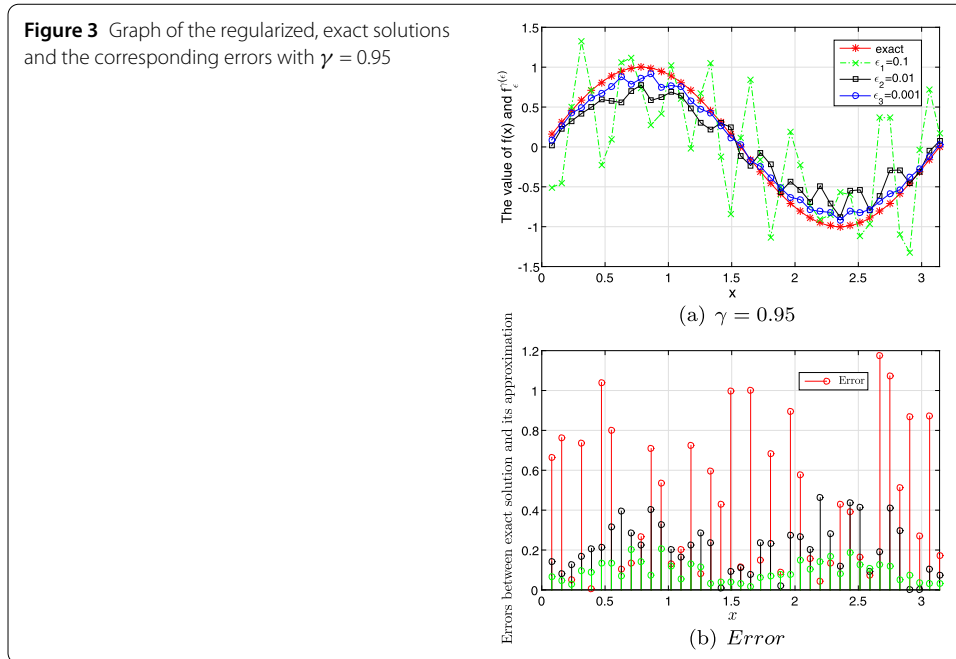 Figure 3 Graph of the regularized, exact solutions
and the corresponding errors with γ = 0.95
The value of f(x) and f_ϵ^{γ(ϵ)}
1.5
1
0.5
0
-0.5
-1
-1.5
exact
ϵ₁=0.1
ϵ₂=0.01
ϵ₃=0.001
0 0.5 1 1.5 2 2.5 3
x
(a) γ = 0.95
Errors between exact solution and its approximation
1.2
1
0.8
0.6
0.4
0.2
0
Error
0 0.5 1 1.5 2 2.5 3
x
(b) Error